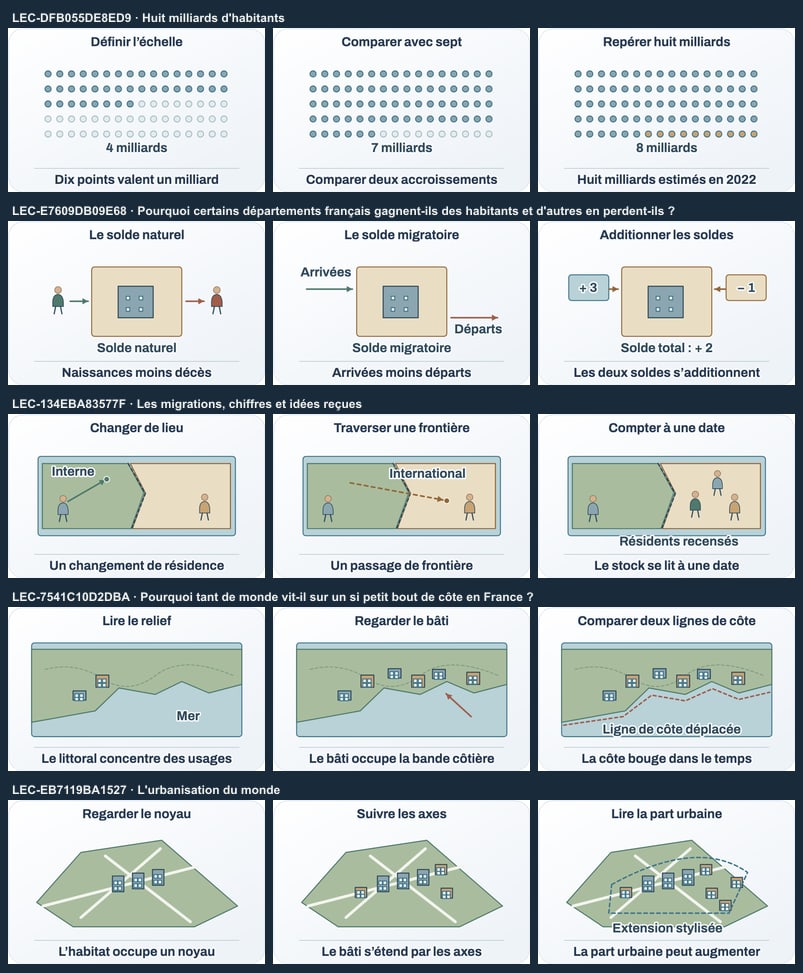 LEC-DFB055DE8ED9 · Huit milliards d'habitants
Définir l’échelle
4 milliards
Dix points valent un milliard
Comparer avec sept
7 milliards
Comparer deux accroissements
Repérer huit milliards
8 milliards
Huit milliards estimés en 2022
LEC-E7609DB09E68 · Pourquoi certains départements français gagnent-ils des habitants et d'autres en perdent-ils ?
Le solde naturel
Solde naturel
Naissances moins décès
Le solde migratoire
Arrivées
Départs
Solde migratoire
Arrivées moins départs
Additionner les soldes
+ 3
– 1
Solde total : + 2
Les deux soldes s’additionnent
LEC-134EBA83577F · Les migrations, chiffres et idées reçues
Changer de lieu
Interne
Un changement de résidence
Traverser une frontière
International
Un passage de frontière
Compter à une date
Résidents recensés
Le stock se lit à une date
LEC-7541C10D2DBA · Pourquoi tant de monde vit-il sur un si petit bout de côte en France ?
Lire le relief
Mer
Le littoral concentre des usages
Regarder le bâti
Le bâti occupe la bande côtière
Comparer deux lignes de côte
Ligne de côte déplacée
La côte bouge dans le temps
LEC-EB7119BA1527 · L'urbanisation du monde
Regarder le noyau
L’habitat occupe un noyau
Suivre les axes
Le bâti s’étend par les axes
Lire la part urbaine
Extension stylisée
La part urbaine peut augmenter